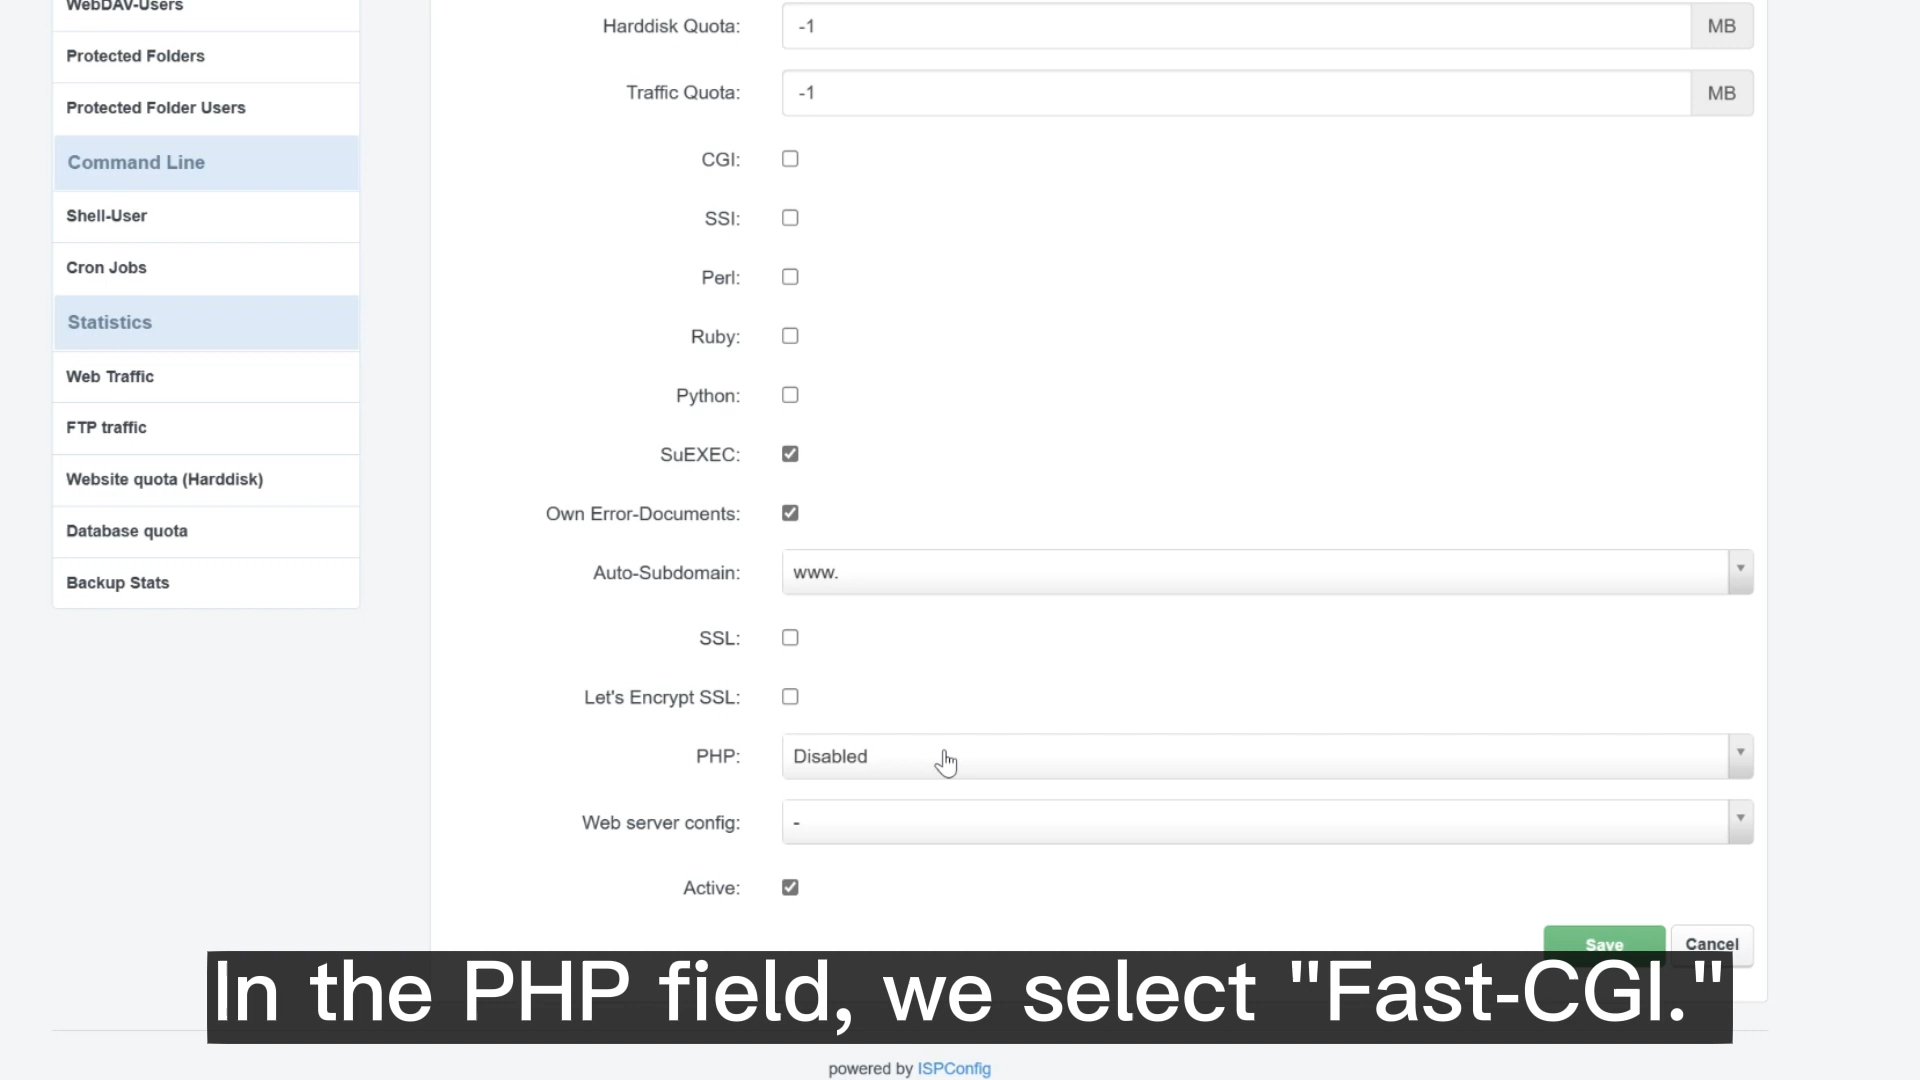 WebDAV-Users
Protected Folders
Protected Folder Users
Command Line
Shell-User
Cron Jobs
Statistics
Web Traffic
FTP traffic
Website quota (Harddisk)
Database quota
Backup Stats
Harddisk Quota: -1 MB
Traffic Quota: -1 MB
CGI:
SSI:
Perl:
Ruby:
Python:
SuEXEC:
Own Error-Documents:
Auto-Subdomain: www.
SSL:
Let's Encrypt SSL:
PHP: Disabled
Web server config: -
Active:
Save Cancel
In the PHP field, we select "Fast-CGI."
powered by ISPConfig